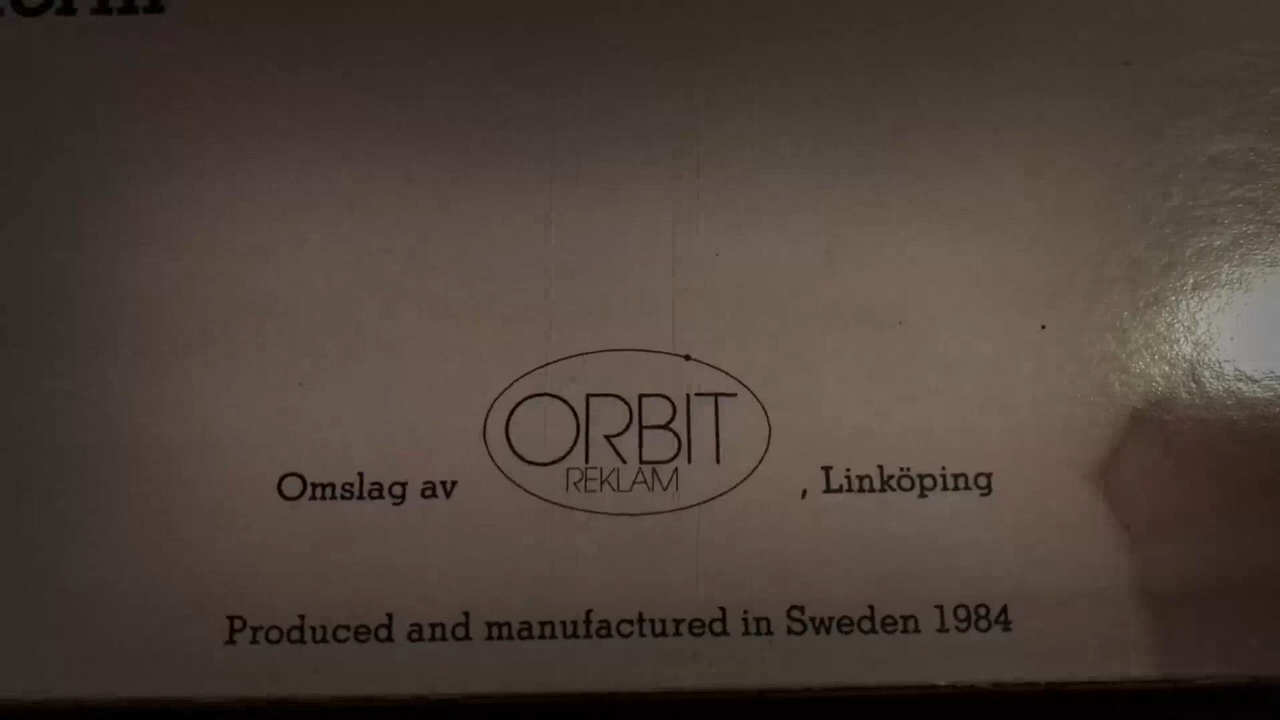 ORBIT
REKLAM
Omslag av , Linköping
Produced and manufactured in Sweden 1984